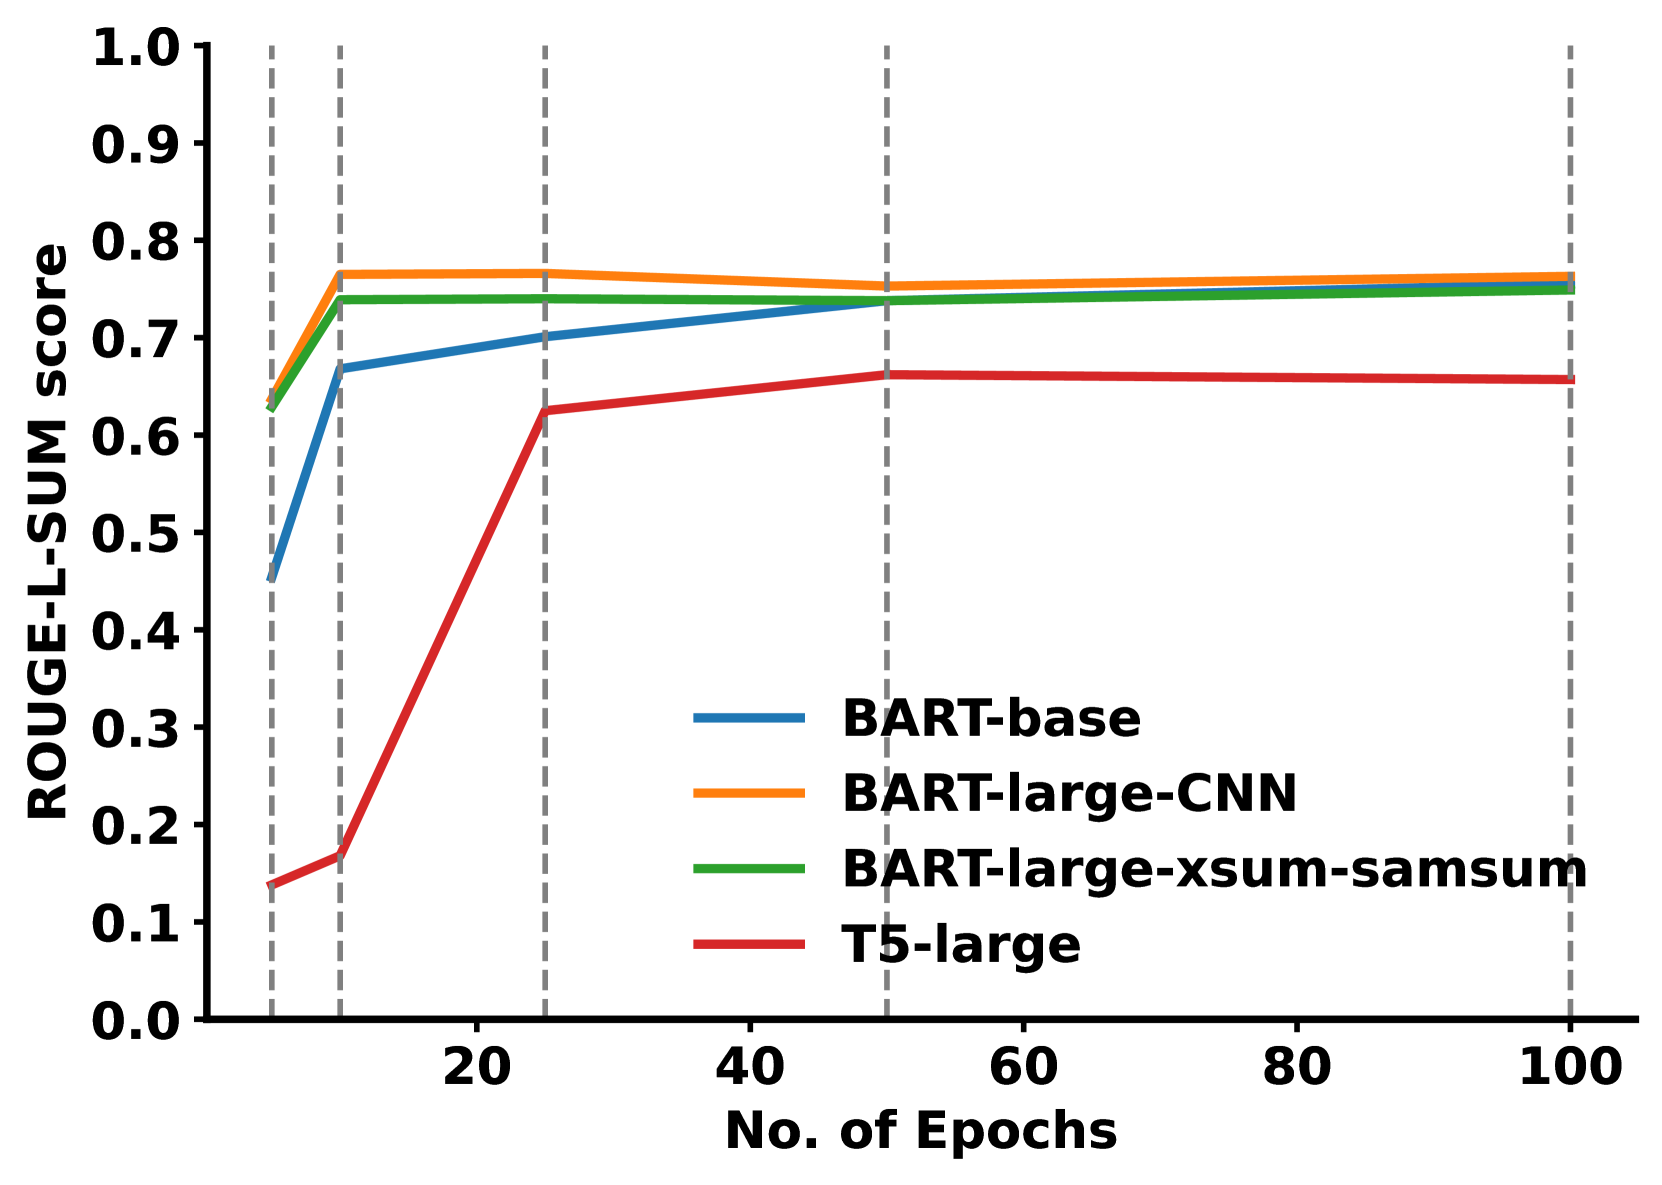 ROUGE-L-SUM score
1.0
0.9
0.8
0.7
0.6
0.5
0.4
0.3
0.2
0.1
0.0
BART-base
BART-large-CNN
BART-large-xsum-samsum
T5-large
20 40 60 80 100
No. of Epochs